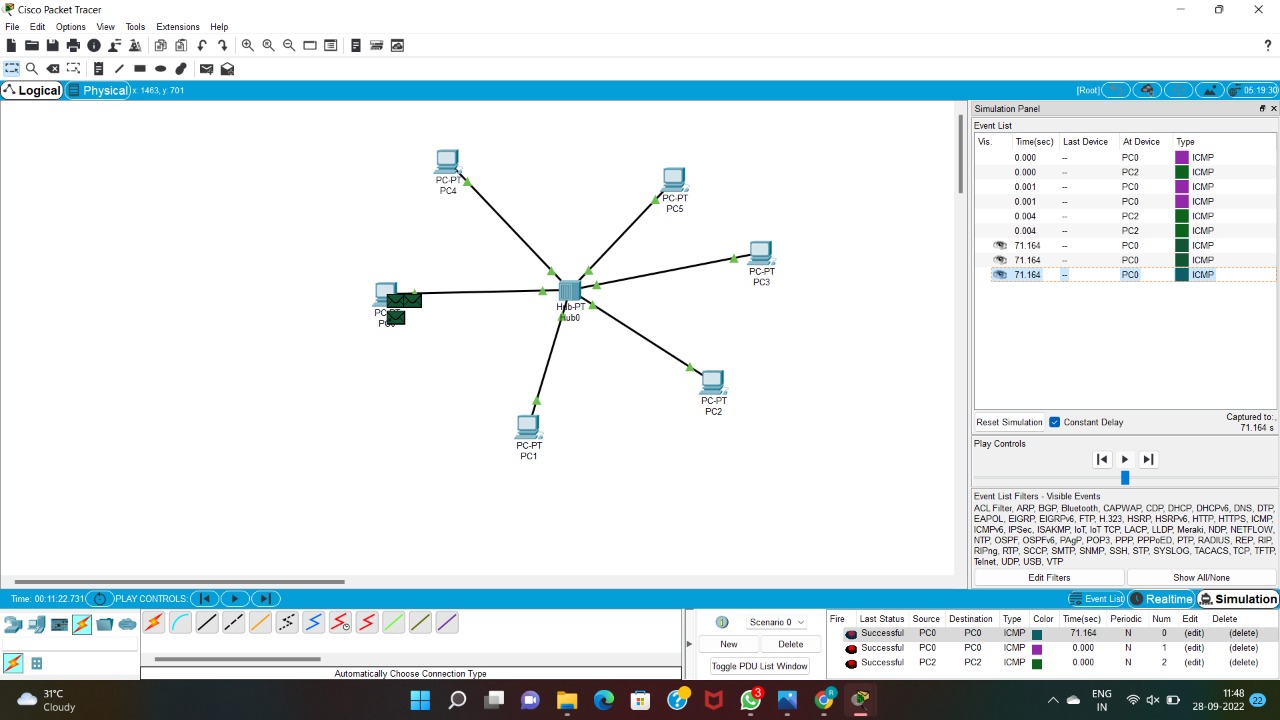 Cisco Packet Tracer
File Edit Options View Tools Extensions Help
?
Logical Physical x: 1463, y: 701 [Root] 05:19:30
Simulation Panel
Event List
Vis. Time(sec) Last Device At Device Type
0.000 -- PC0 ICMP
0.000 -- PC2 ICMP
0.001 -- PC0 ICMP
0.001 -- PC0 ICMP
0.004 -- PC2 ICMP
0.004 -- PC2 ICMP
71.164 -- PC0 ICMP
71.164 -- PC0 ICMP
71.164 -- PC0 ICMP
PC-PT
PC4
PC-PT
PC5
PC-PT
PC3
PC-PT
Hub-PT
Hub0
PC-PT
PC2
PC-PT
PC1
Reset Simulation Constant Delay Captured to:
71.164 s
Play Controls
Event List Filters - Visible Events
ACL Filter, ARP, BGP, Bluetooth, CAPWAP, CDP, DHCP, DHCPv6, DNS, DTP,
EAPOL, EIGRP, EIGRPv6, FTP, H.323, HSRP, HSRPv6, HTTP, HTTPS, ICMP,
ICMPv6, IPSec, ISAKMP, IoT, IoT TCP, LACP, LLDP, Meraki, NDP, NETFLOW,
NTP, OSPF, OSPFv6, PAgP, POP3, PPP, PPPoED, PTP, RADIUS, REP, RIP,
RIPng, RTP, SCCP, SMTP, SNMP, SSH, STP, SYSLOG, TACACS, TCP, TFTP,
Telnet, UDP, USB, VTP
Edit Filters Show All/None
Time: 00:11:22.731 PLAY CONTROLS: Event List Realtime Simulation
Scenario 0
New Delete
Toggle PDU List Window
Automatically Choose Connection Type
Fire Last Status Source Destination Type Color Time(sec) Periodic Num Edit Delete
Successful PC0 PC0 ICMP 71.164 N 0 (edit) (delete)
Successful PC0 PC0 ICMP 0.000 N 1 (edit) (delete)
Successful PC2 PC2 ICMP 0.000 N 2 (edit) (delete)
31°C
Cloudy
3
R
ENG
IN
11:48
28-09-2022
22